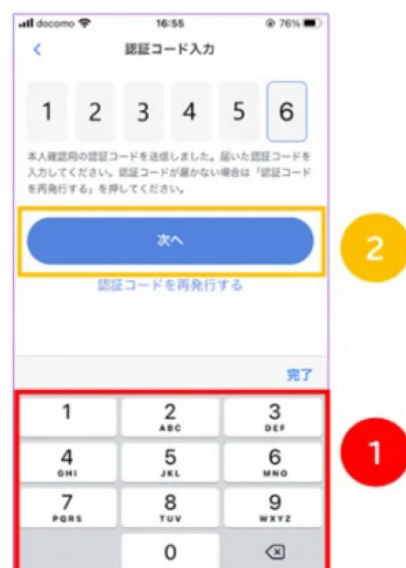 docomo 16:55 76%
認証コード入力
1 2 3 4 5 6
本人確認用の認証コードを送信しました。届いた認証コードを
入力してください。認証コードが届かない場合は「認証コード
を再発行する」を押してください。
次へ
2
認証コードを再発行する
完了
1 2 3
ABC DEF
1
4 5 6
GHI JKL MNO
7 8 9
PQRS TUV WXYZ
0